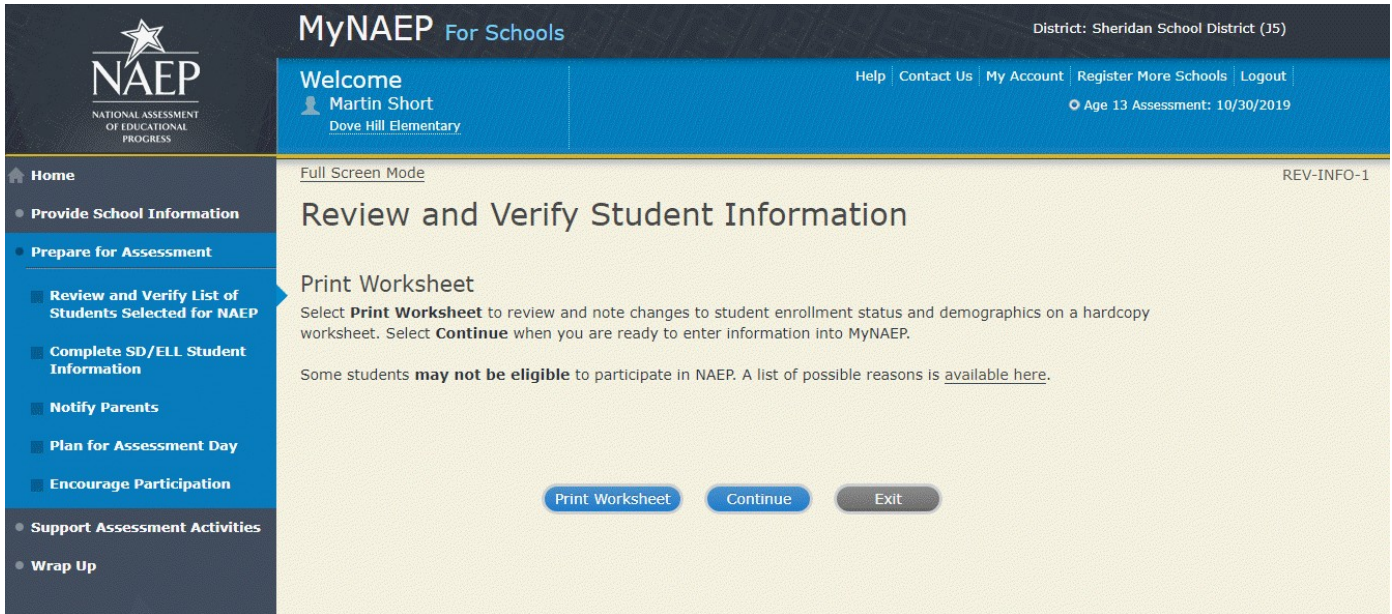 NAEP
NATIONAL ASSESSMENT
OF EDUCATIONAL
PROGRESS
MyNAEP For Schools
District: Sheridan School District (J5)
Welcome
Martin Short
Dove Hill Elementary
Help Contact Us My Account Register More Schools Logout
Age 13 Assessment: 10/30/2019
Home
Provide School Information
Prepare for Assessment
Review and Verify List of
Students Selected for NAEP
Complete SD/ELL Student
Information
Notify Parents
Plan for Assessment Day
Encourage Participation
Support Assessment Activities
Wrap Up
Full Screen Mode
REV-INFO-1
Review and Verify Student Information
Print Worksheet
Select Print Worksheet to review and note changes to student enrollment status and demographics on a hardcopy
worksheet. Select Continue when you are ready to enter information into MyNAEP.
Some students may not be eligible to participate in NAEP. A list of possible reasons is available here.
Print Worksheet
Continue
Exit